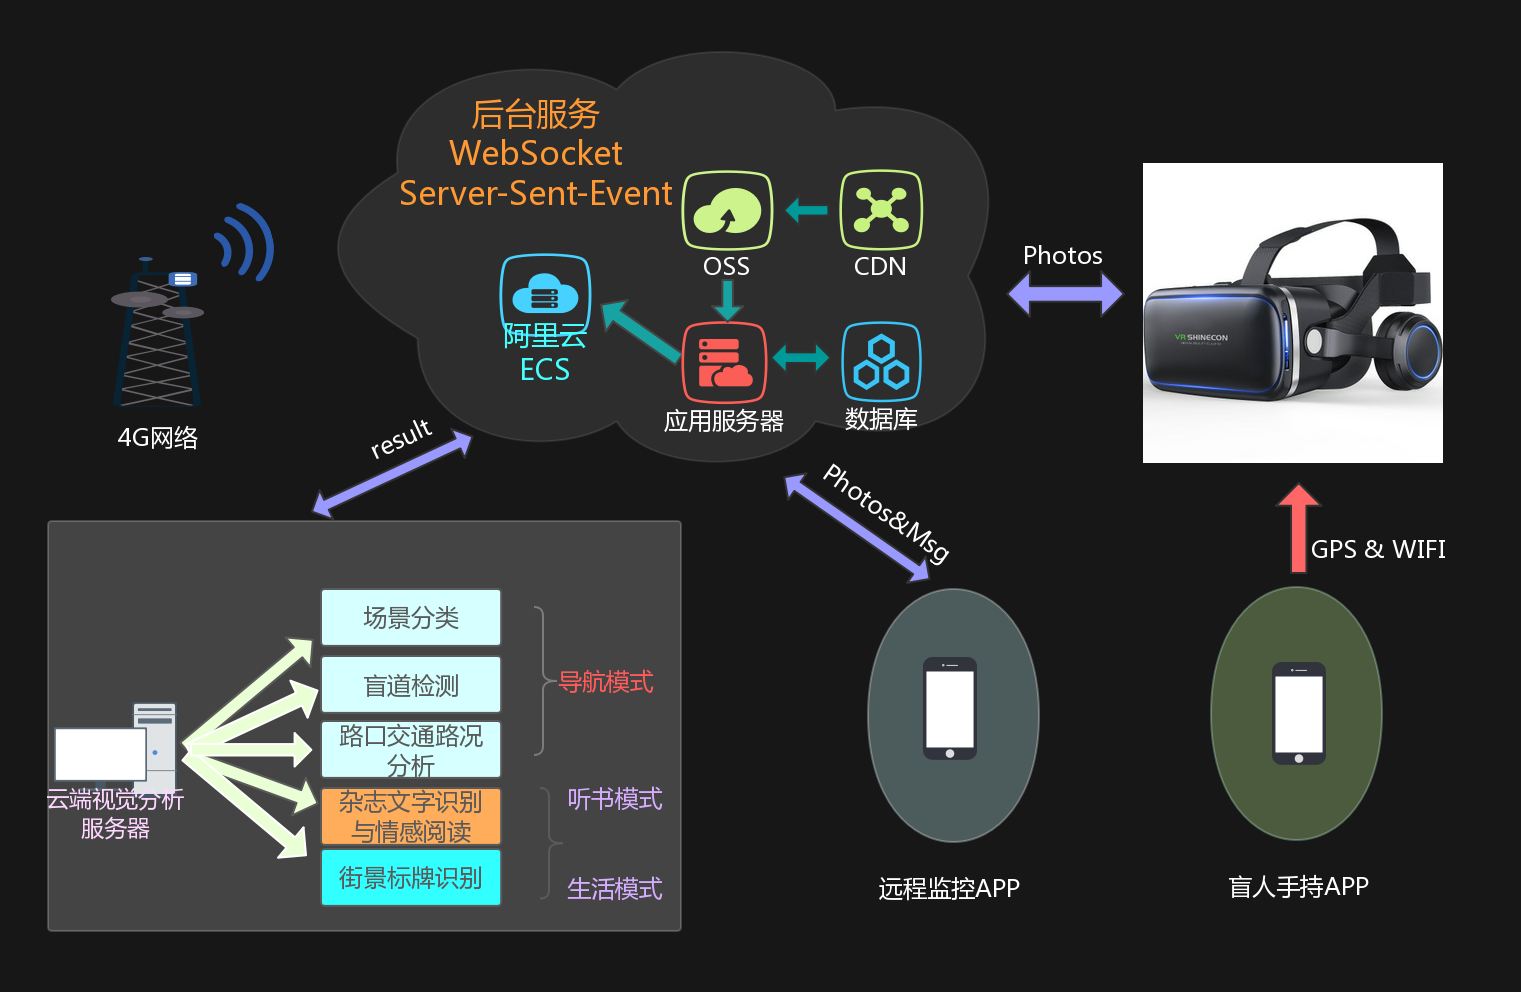 后台服务
WebSocket
Server-Sent-Event
OSS
CDN
阿里云
ECS
应用服务器
数据库
4G网络
Photos
VR SHINECON
result
Photos&Msg
GPS & WIFI
场景分类
盲道检测
路口交通路况
分析
导航模式
云端视觉分析
服务器
杂志文字识别
与情感阅读
听书模式
街景标牌识别
生活模式
远程监控APP
盲人手持APP